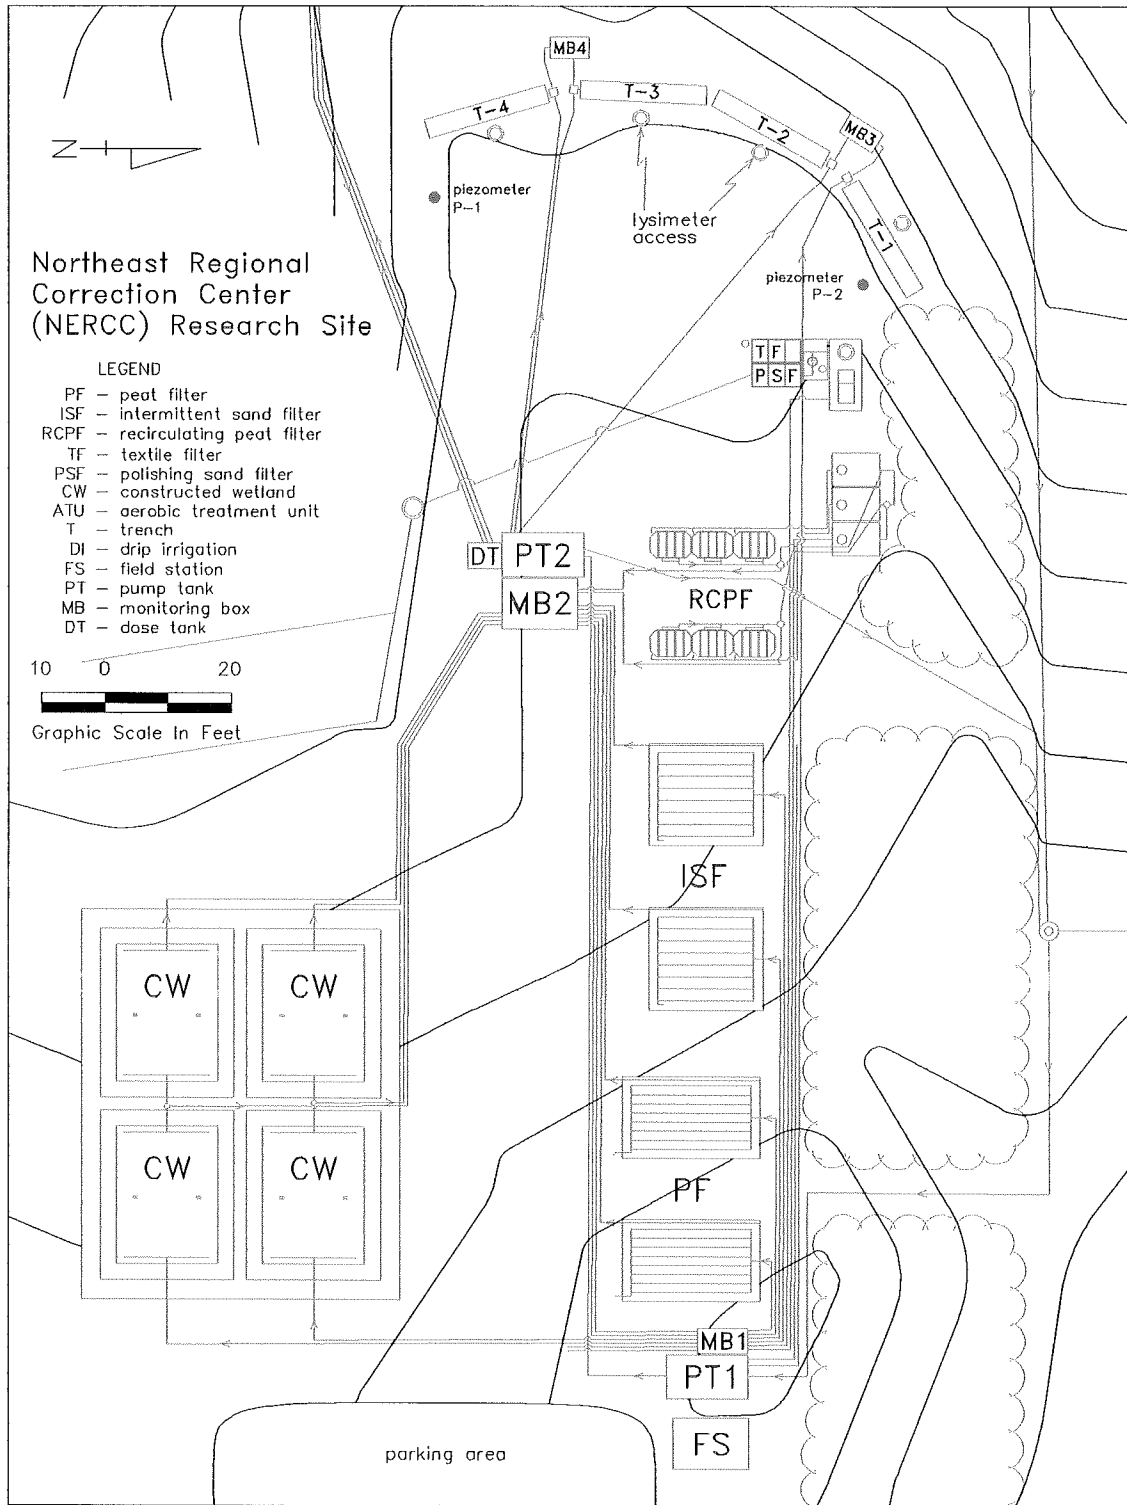 MB4
T-4
T-3
T-2
MB3
T-1
N
piezometer
P-1
lysimeter
access
piezometer
P-2
Northeast Regional
Correction Center
(NERCC) Research Site
LEGEND
PF – peat filter
ISF – intermittent sand filter
RCPF – recirculating peat filter
TF – textile filter
PSF – polishing sand filter
CW – constructed wetland
ATU – aerobic treatment unit
T – trench
DI – drip irrigation
FS – field station
PT – pump tank
MB – monitoring box
DT – dose tank
10 0 20
Graphic Scale In Feet
T F
P S F
DT
PT2
MB2
RCPF
ISF
CW
CW
CW
CW
PF
MB1
PT1
FS
parking area